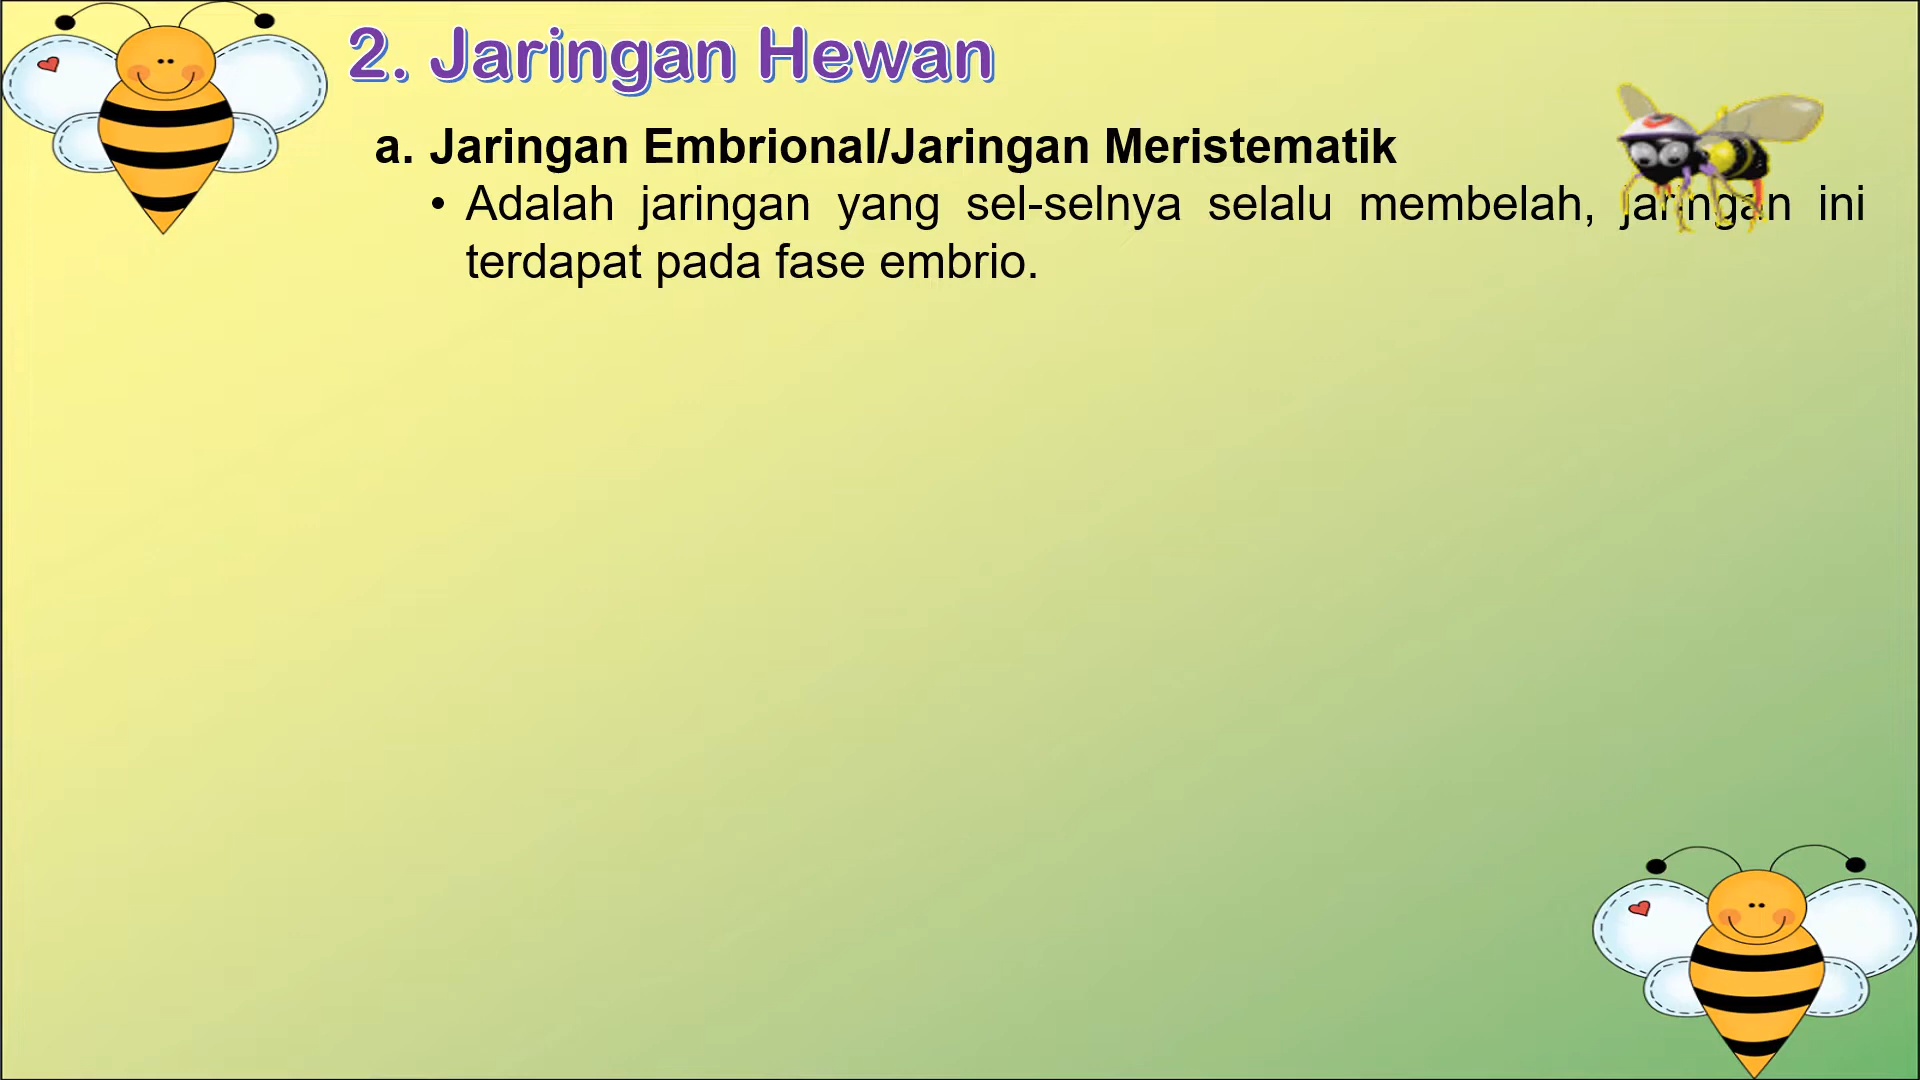 2. Jaringan Hewan
a. Jaringan Embrional/Jaringan Meristematik
• Adalah jaringan yang sel-selnya selalu membelah, jaringan ini
terdapat pada fase embrio.